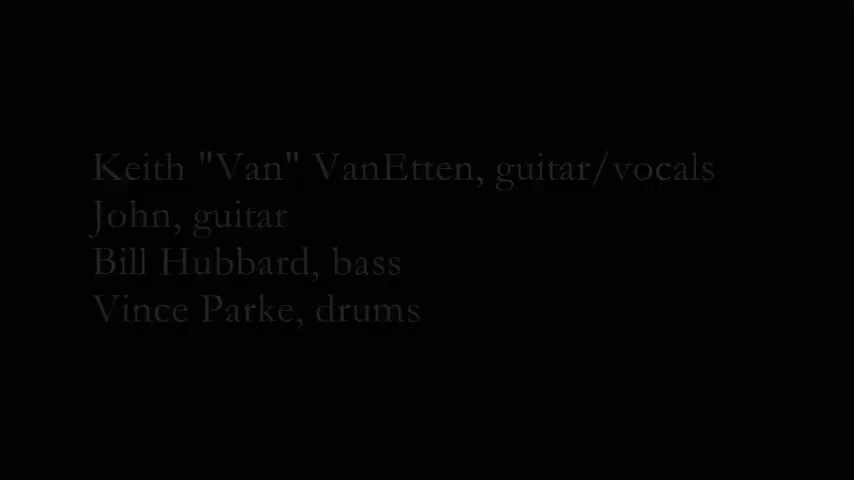 Keith "Van" VanEtten, guitar/vocals
John, guitar
Bill Hubbard, bass
Vince Parke, drums